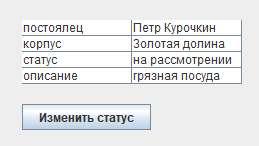 постоялец Петр Курочкин
корпус Золотая долина
статус на рассмотрении
описание грязная посуда
Изменить статус